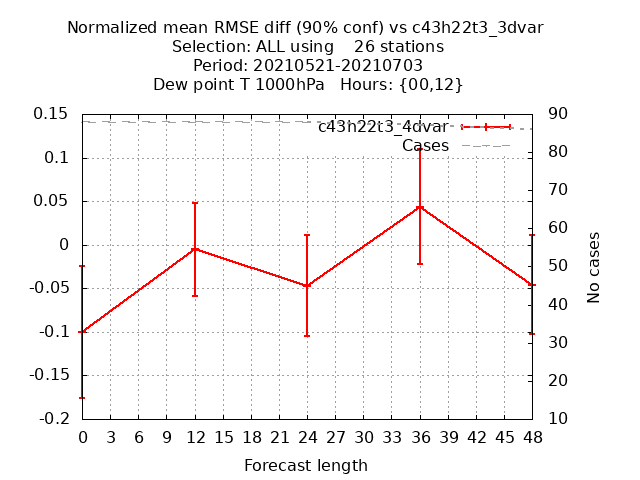 Normalized mean RMSE diff (90% conf) vs c43h22t3_3dvar
Selection: ALL using    26 stations
Period: 20210521-20210703
Dew point T 1000hPa   Hours: {00,12}
c43h22t3_4dvar
Cases
0.15
0.1
0.05
0
-0.05
-0.1
-0.15
-0.2
90
80
70
60
50
40
30
20
10
No cases
0 3 6 9 12 15 18 21 24 27 30 33 36 39 42 45 48
Forecast length